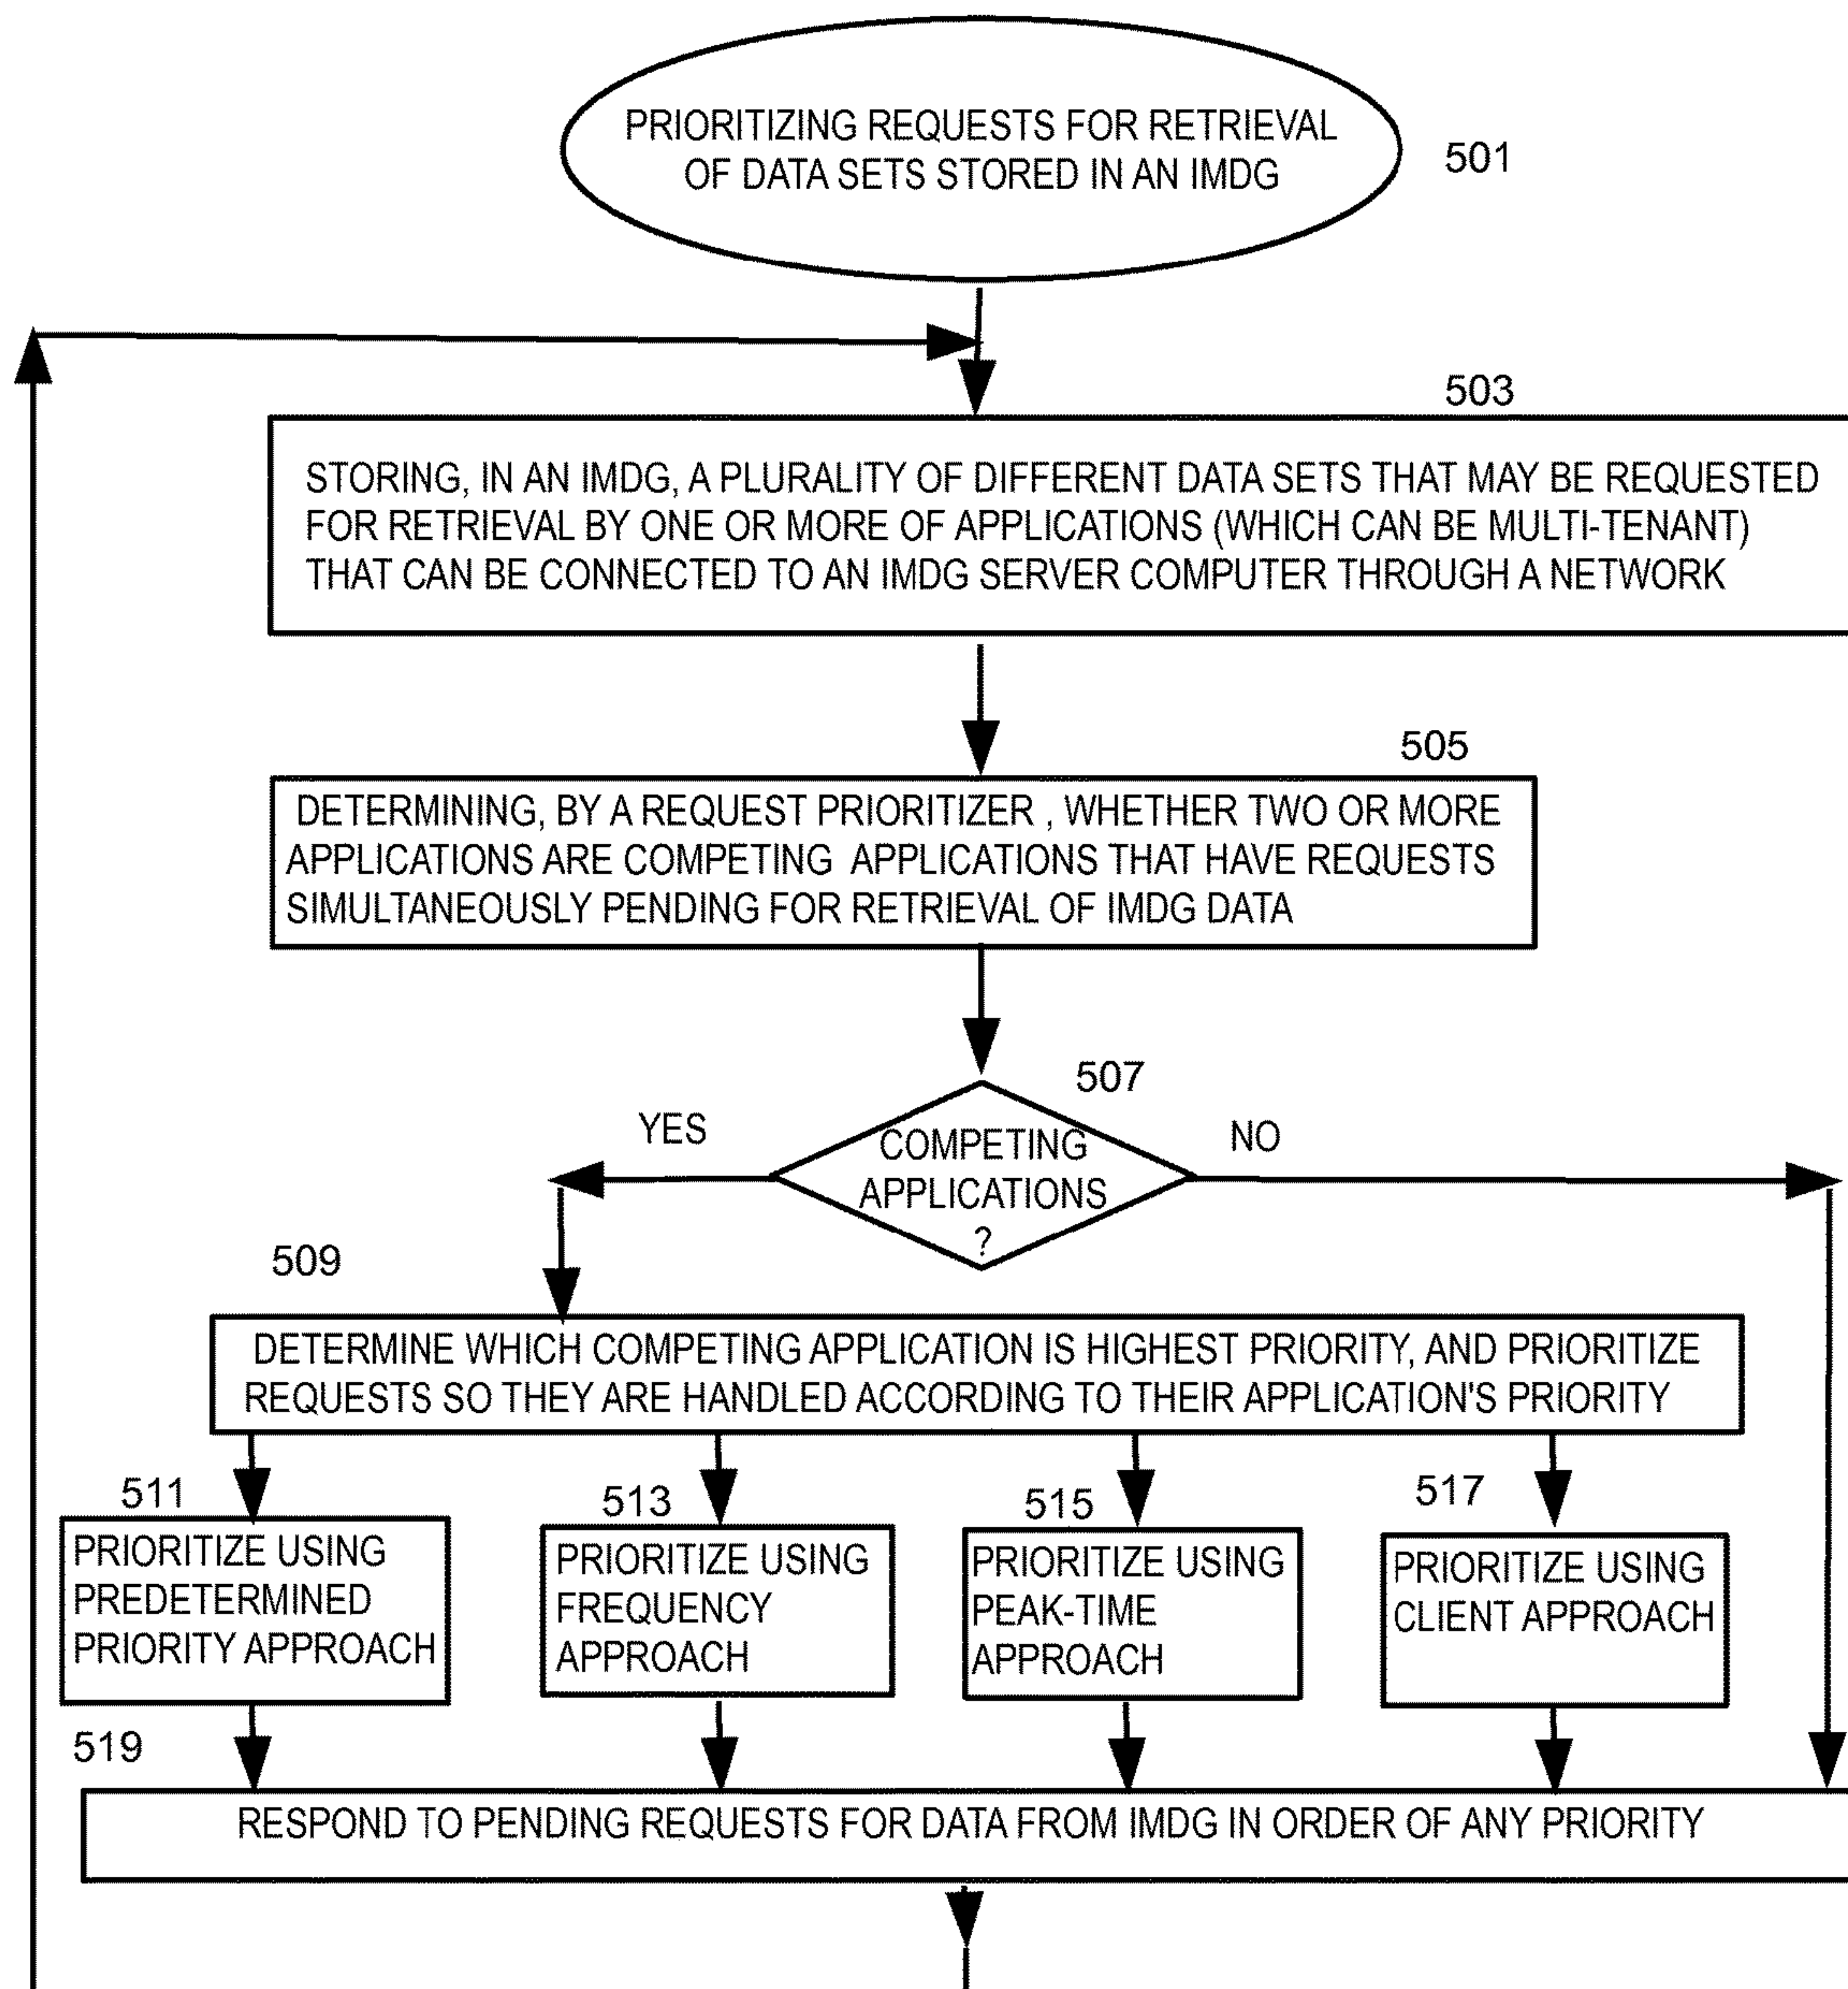 PRIORITIZING REQUESTS FOR RETRIEVAL
OF DATA SETS STORED IN AN IMDG
501
503
STORING, IN AN IMDG, A PLURALITY OF DIFFERENT DATA SETS THAT MAY BE REQUESTED
FOR RETRIEVAL BY ONE OR MORE OF APPLICATIONS (WHICH CAN BE MULTI-TENANT)
THAT CAN BE CONNECTED TO AN IMDG SERVER COMPUTER THROUGH A NETWORK
505
DETERMINING, BY A REQUEST PRIORITIZER , WHETHER TWO OR MORE
APPLICATIONS ARE COMPETING APPLICATIONS THAT HAVE REQUESTS
SIMULTANEOUSLY PENDING FOR RETRIEVAL OF IMDG DATA
507
YES
NO
COMPETING
APPLICATIONS
?
509
DETERMINE WHICH COMPETING APPLICATION IS HIGHEST PRIORITY, AND PRIORITIZE
REQUESTS SO THEY ARE HANDLED ACCORDING TO THEIR APPLICATION'S PRIORITY
511
PRIORITIZE USING
PREDETERMINED
PRIORITY APPROACH
513
PRIORITIZE USING
FREQUENCY
APPROACH
515
PRIORITIZE USING
PEAK-TIME
APPROACH
517
PRIORITIZE USING
CLIENT APPROACH
519
RESPOND TO PENDING REQUESTS FOR DATA FROM IMDG IN ORDER OF ANY PRIORITY